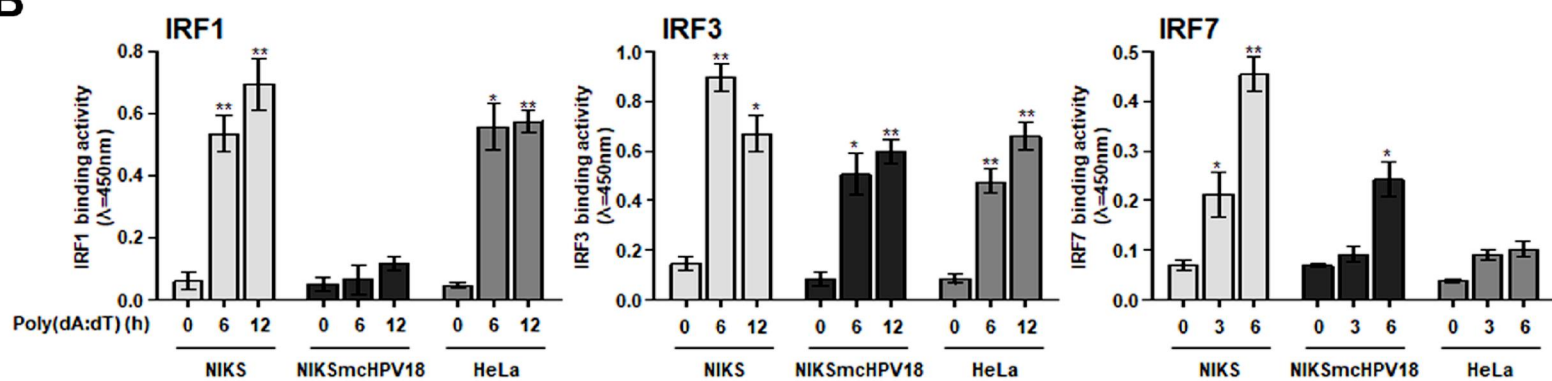 B
IRF1
IRF1 binding activity
(λ=450nm)
0.8
0.6
0.4
0.2
0.0
** ** * **
Poly(dA:dT) (h) 0 6 12 0 6 12 0 6 12
NIKS NIKSmcHPV18 HeLa
IRF3
IRF3 binding activity
(λ=450nm)
1.0
0.8
0.6
0.4
0.2
0.0
** * * ** ** **
0 6 12 0 6 12 0 6 12
NIKS NIKSmcHPV18 HeLa
IRF7
IRF7 binding activity
(λ=450nm)
0.5
0.4
0.3
0.2
0.1
0.0
* ** *
0 3 6 0 3 6 0 3 6
NIKS NIKSmcHPV18 HeLa